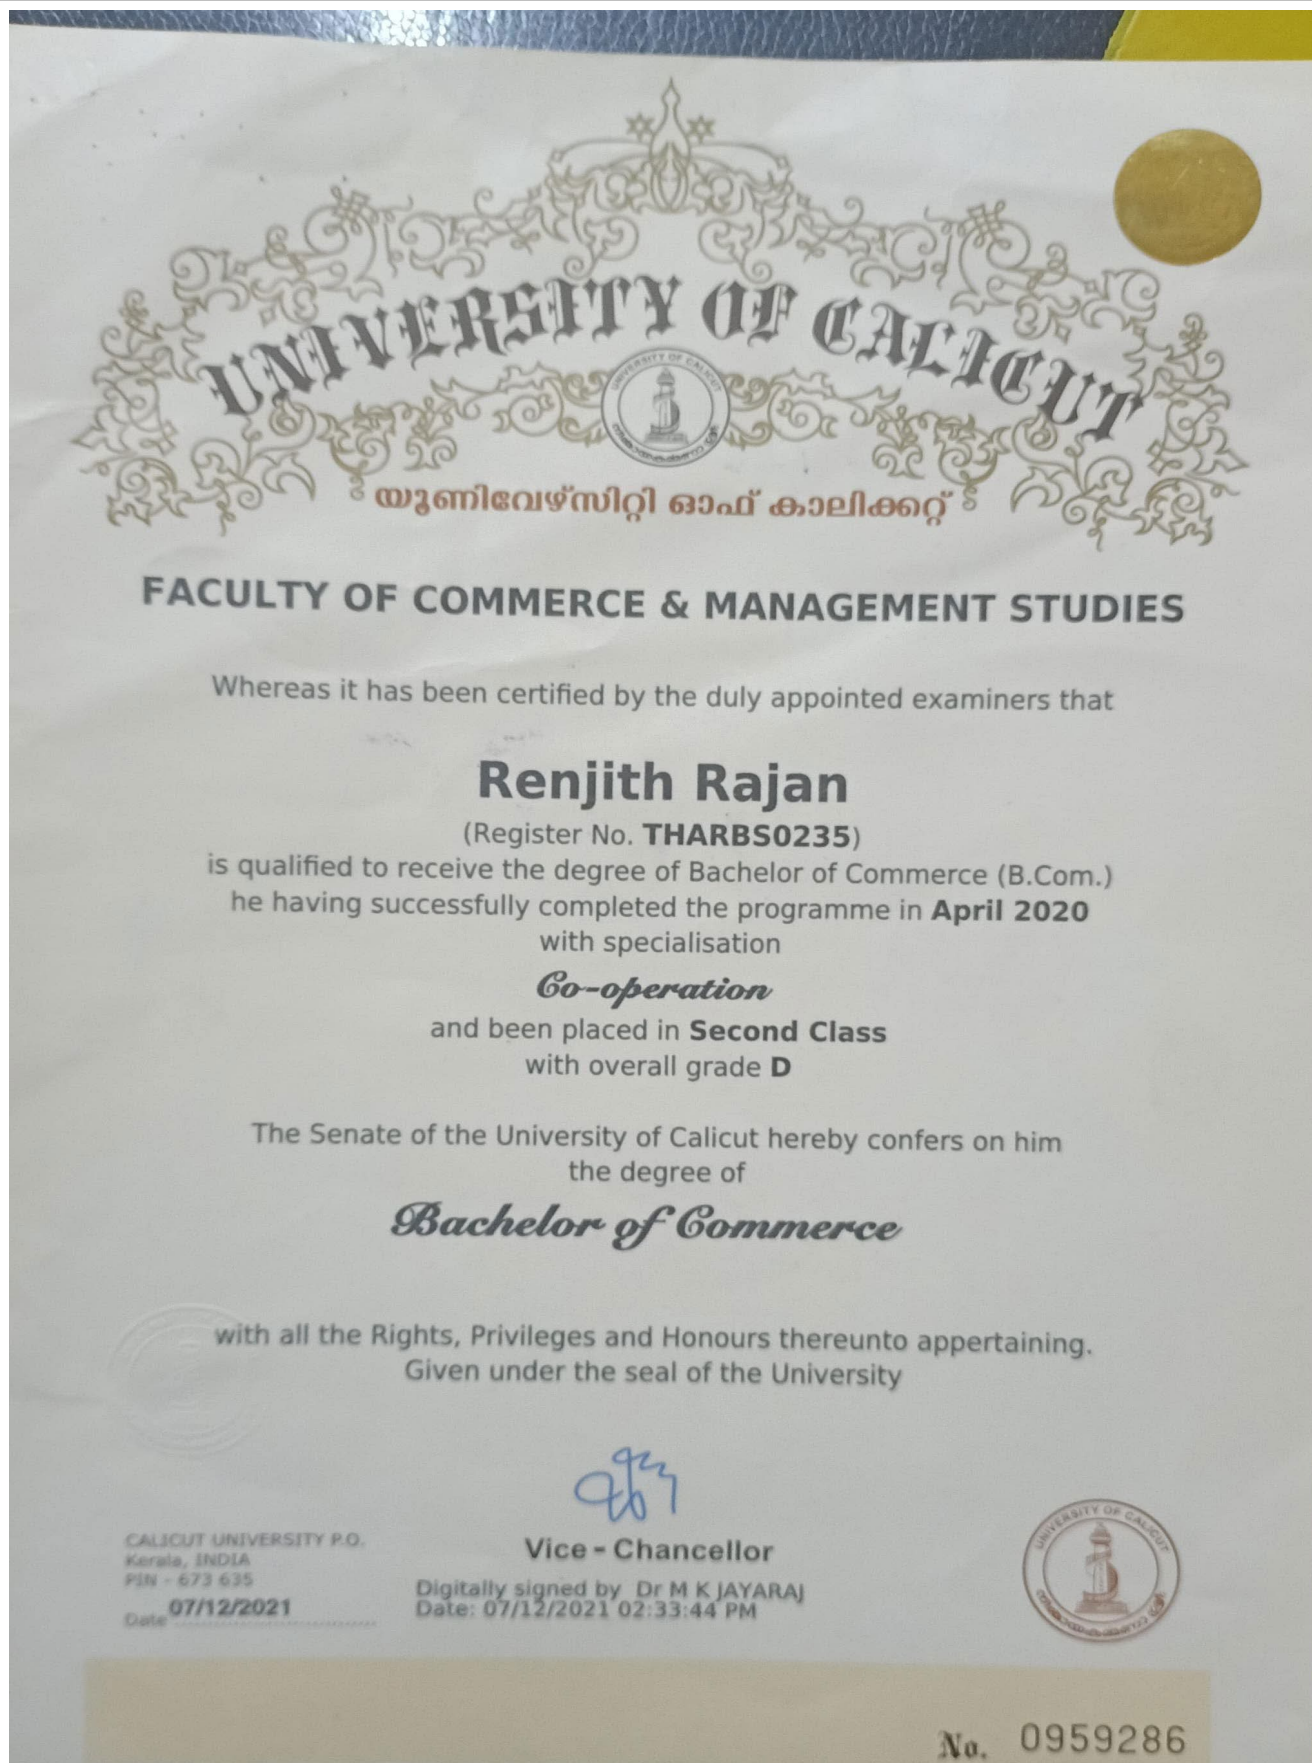 UNIVERSITY OF CALICUT
UNIVERSITY OF CALICUT
യൂണിവേഴ്സിറ്റി ഓഫ് കാലിക്കറ്റ്
FACULTY OF COMMERCE & MANAGEMENT STUDIES
Whereas it has been certified by the duly appointed examiners that
Renjith Rajan
(Register No. THARBS0235)
is qualified to receive the degree of Bachelor of Commerce (B.Com.)
he having successfully completed the programme in April 2020
with specialisation
Co-operation
and been placed in Second Class
with overall grade D
The Senate of the University of Calicut hereby confers on him
the degree of
Bachelor of Commerce
with all the Rights, Privileges and Honours thereunto appertaining.
Given under the seal of the University
Vice - Chancellor
Digitally signed by Dr M K JAYARAJ
Date: 07/12/2021 02:33:44 PM
CALICUT UNIVERSITY P.O.
Kerala, INDIA
PIN - 673 635
Date 07/12/2021
UNIVERSITY OF CALICUT
No. 0959286